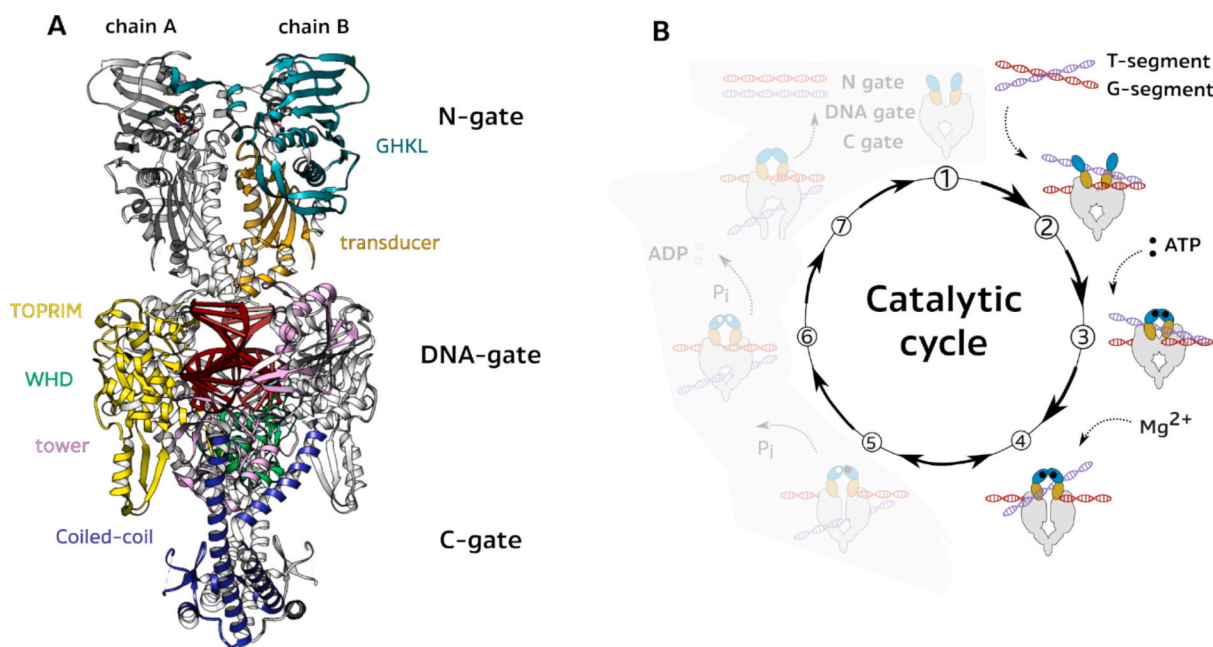 A
chain A
chain B
N-gate
GHKL
transducer
TOPRIM
DNA-gate
WHD
tower
Coiled-coil
C-gate
B
N gate
DNA gate
C gate
T-segment
G-segment
1
2
ATP
3
Mg2+
4
5
Pi
6
Pi
ADP
7
Catalytic
cycle